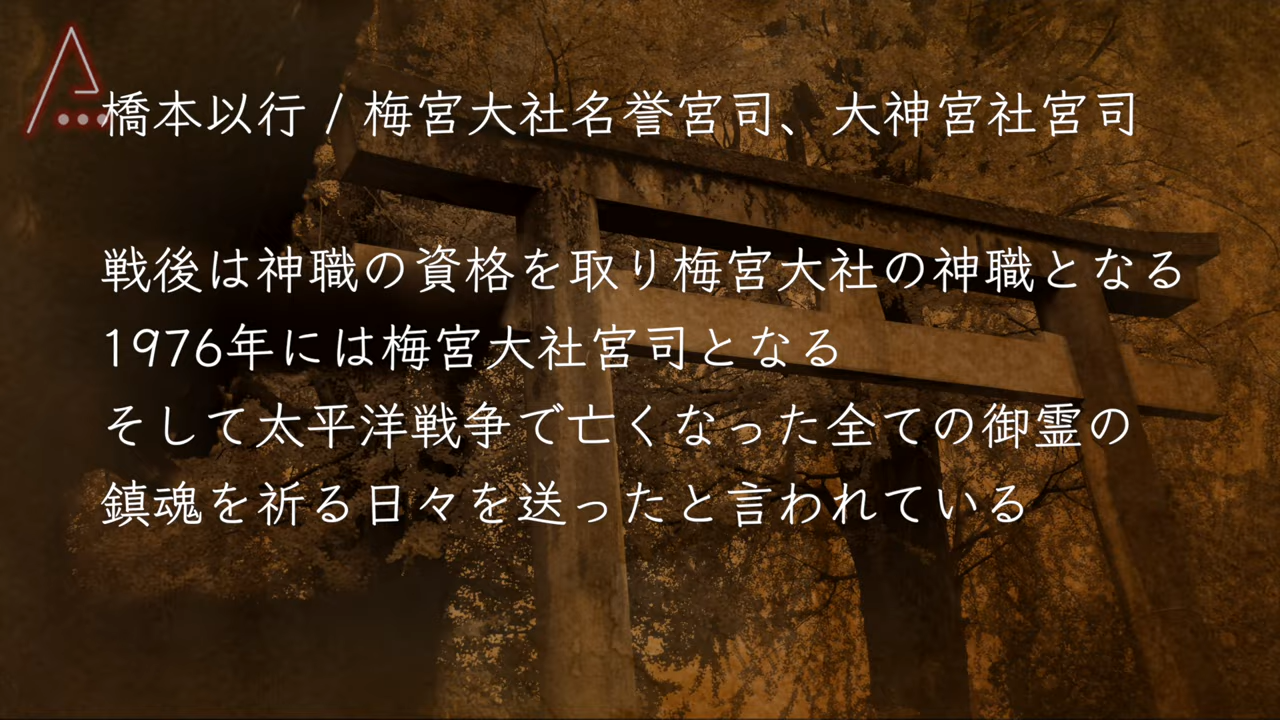 橋本以行 / 梅宮大社名誉宮司、大神宮社宮司
戦後は神職の資格を取り梅宮大社の神職となる
1976年には梅宮大社宮司となる
そして太平洋戦争で亡くなった全ての御霊の
鎮魂を祈る日々を送ったと言われている